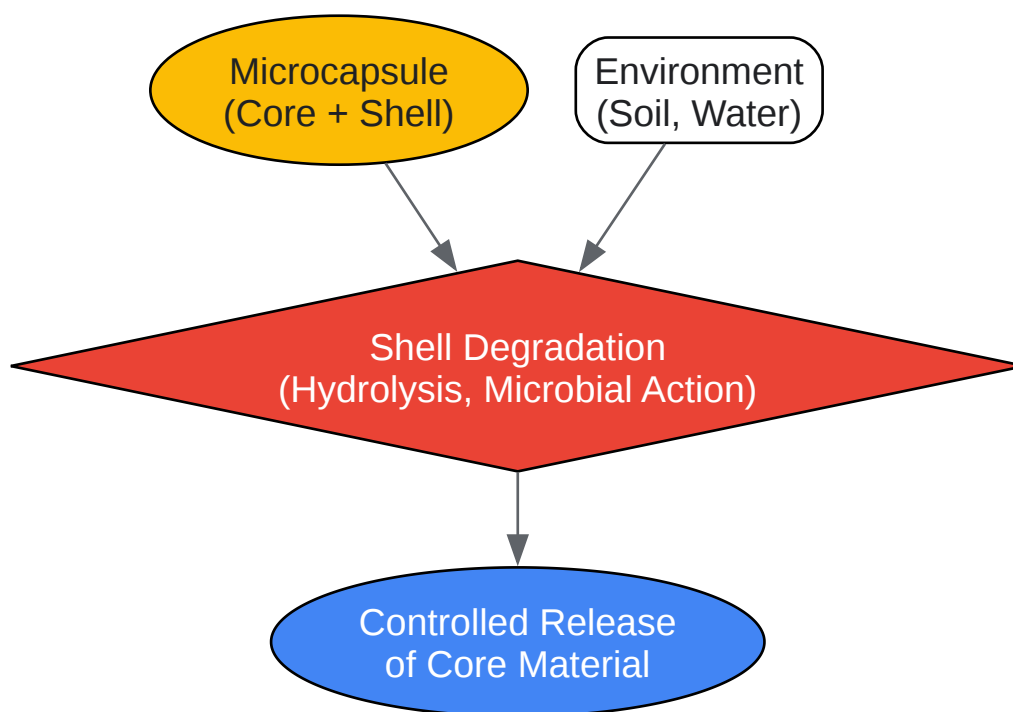 Microcapsule
(Core + Shell)
Environment
(Soil, Water)
Shell Degradation
(Hydrolysis, Microbial Action)
Controlled Release
of Core Material